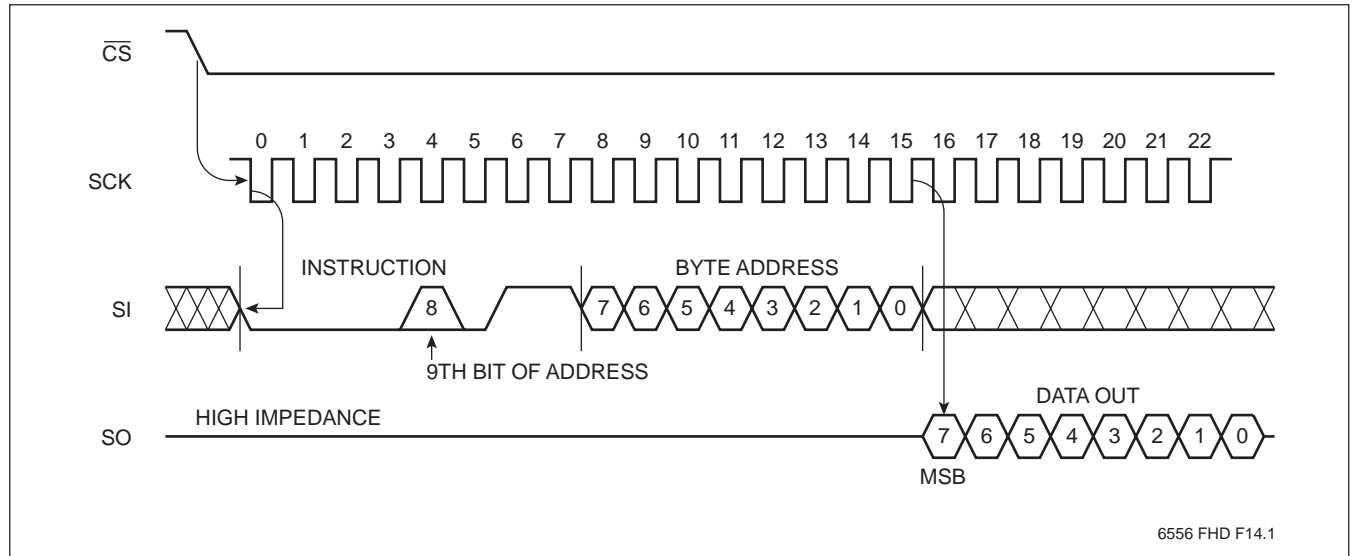 CS
0 1 2 3 4 5 6 7 8 9 10 11 12 13 14 15 16 17 18 19 20 21 22
SCK
INSTRUCTION
BYTE ADDRESS
SI
8
7 6 5 4 3 2 1 0
9TH BIT OF ADDRESS
DATA OUT
HIGH IMPEDANCE
SO
7 6 5 4 3 2 1 0
MSB
6556 FHD F14.1